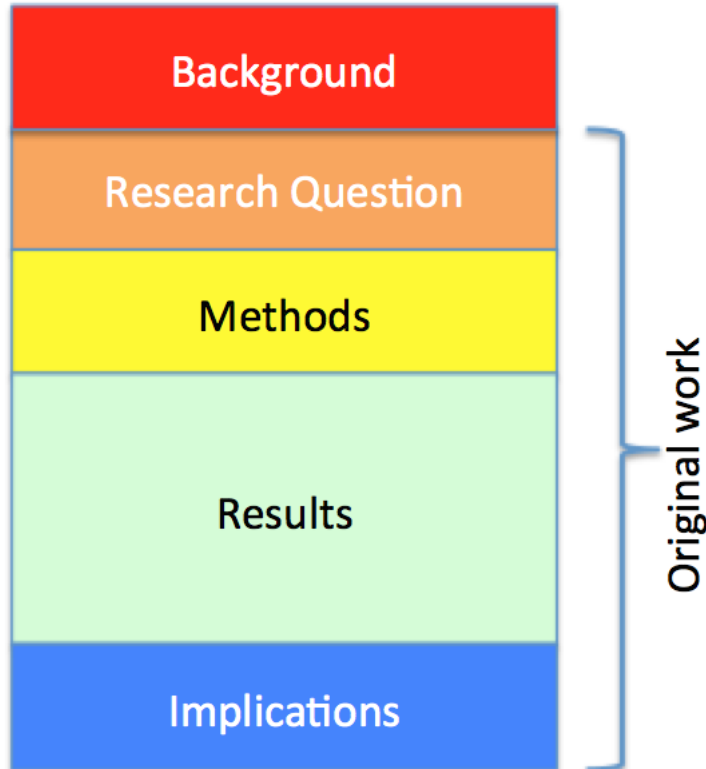 Background
Research Question
Methods
Results
Implications
Original work